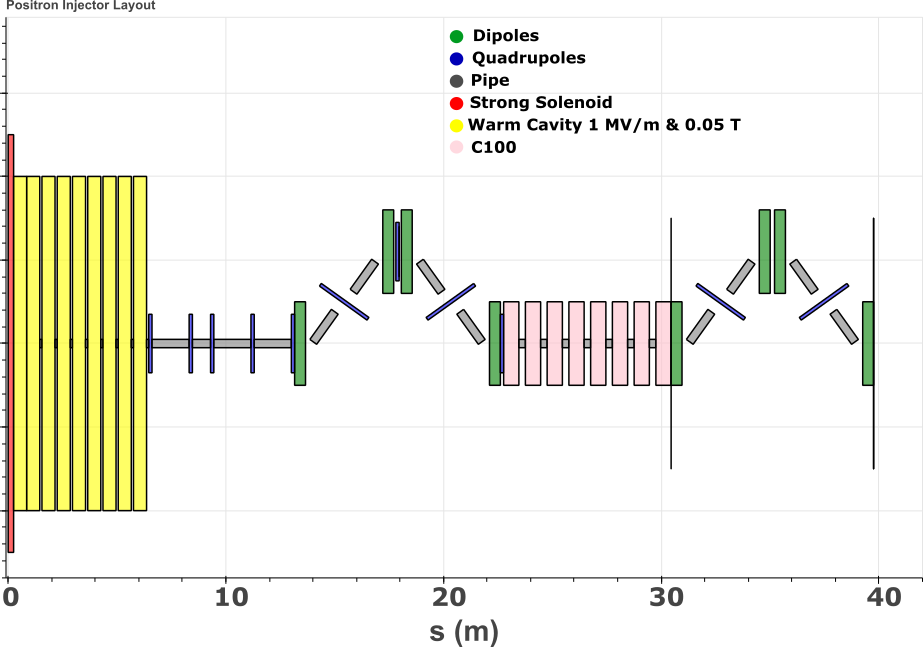 Positron Injector Layout
Dipoles
Quadrupoles
Pipe
Strong Solenoid
Warm Cavity 1 MV/m & 0.05 T
C100
0 10 20 30 40
s (m)